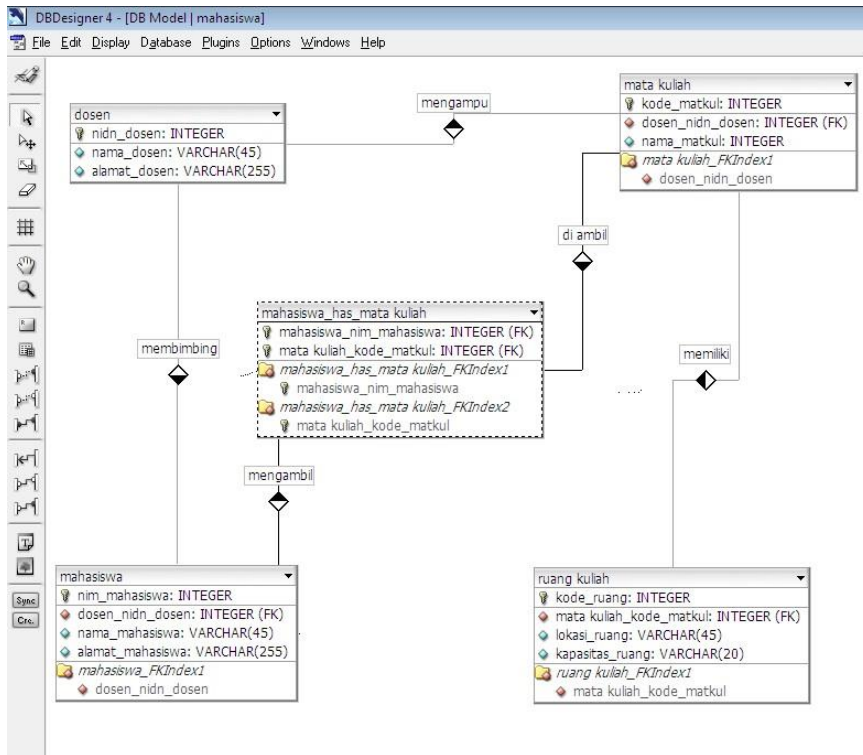 DBDesigner 4 - [DB Model | mahasiswa]
File Edit Display Database Plugins Options Windows Help
dosen
nidn_dosen: INTEGER
nama_dosen: VARCHAR(45)
alamat_dosen: VARCHAR(255)
mengampu
mata kuliah
kode_matkul: INTEGER
dosen_nidn_dosen: INTEGER (FK)
nama_matkul: INTEGER
mata kuliah_FKIndex1
dosen_nidn_dosen
di ambil
mahasiswa_has_mata kuliah
mahasiswa_nim_mahasiswa: INTEGER (FK)
mata kuliah_kode_matkul: INTEGER (FK)
mahasiswa_has_mata kuliah_FKIndex1
mahasiswa_nim_mahasiswa
mahasiswa_has_mata kuliah_FKIndex2
mata kuliah_kode_matkul
membimbing
memiliki
mengambil
mahasiswa
nim_mahasiswa: INTEGER
dosen_nidn_dosen: INTEGER (FK)
nama_mahasiswa: VARCHAR(45)
alamat_mahasiswa: VARCHAR(255)
mahasiswa_FKIndex1
dosen_nidn_dosen
ruang kuliah
kode_ruang: INTEGER
mata kuliah_kode_matkul: INTEGER (FK)
lokasi_ruang: VARCHAR(45)
kapasitas_ruang: VARCHAR(20)
ruang kuliah_FKIndex1
mata kuliah_kode_matkul
Sync
Cre.